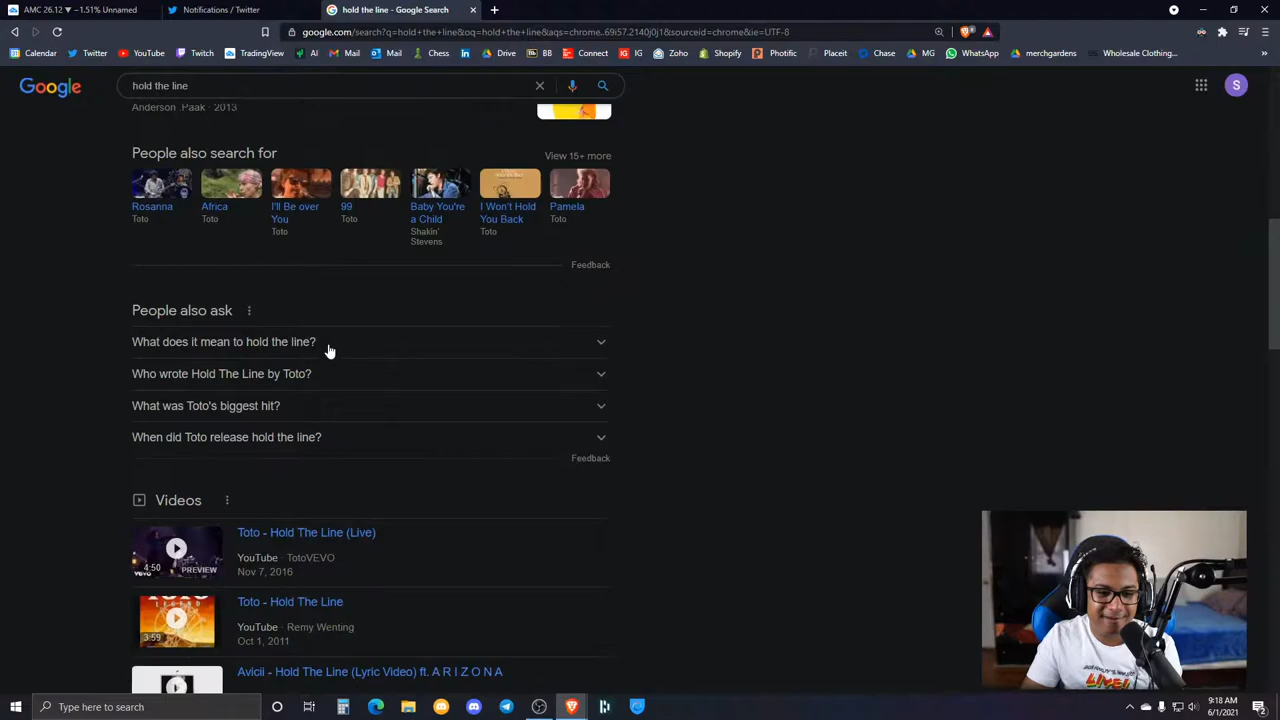 AMC 26.12 ▼ −1.51% Unnamed
Notifications / Twitter
hold the line - Google Search
google.com/search?q=hold+the+line&oq=hold+the+line&aqs=chrome..69i57.2140j0j1&sourceid=chrome&ie=UTF-8
Calendar Twitter YouTube Twitch TradingView AI Mail Chess in Drive BB Connect IG Zoho Shopify Photific Placeit Chase MG WhatsApp merchgardens Wholesale Clothing...
Google hold the line S
Anderson .Paak · 2013
People also search for View 15+ more
Rosanna Africa I'll Be over 99 Baby You're I Won't Hold Pamela
Toto Toto You Toto a Child You Back Toto
Toto Shakin' Toto
Stevens
Feedback
People also ask
What does it mean to hold the line?
Who wrote Hold The Line by Toto?
What was Toto's biggest hit?
When did Toto release hold the line?
Feedback
Videos
Toto - Hold The Line (Live)
YouTube · TotoVEVO
4:50 PREVIEW
Nov 7, 2016
Toto - Hold The Line
YouTube · Remy Wenting
3:59
Oct 1, 2011
Avicii - Hold The Line (Lyric Video) ft. A R I Z O N A
LIVE!
Type here to search
9:18 AM
6/1/2021